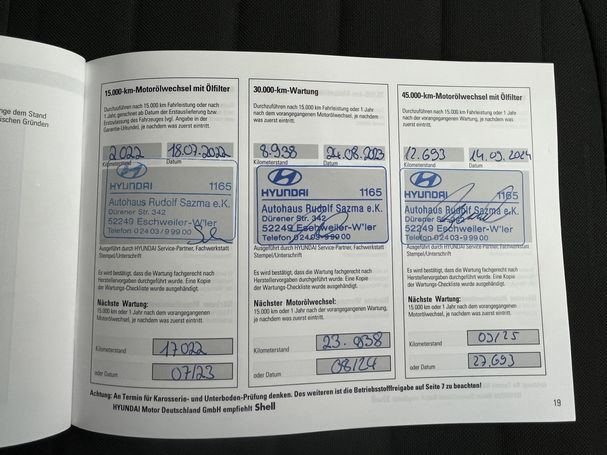 nge dem Stand
ischen Gründen
15.000-km-Motorölwechsel mit Ölfilter
Durchzuführen nach 15.000 km Fahrleistung oder nach
1 Jahr, gerechnet ab Datum der Erstauslieferung bzw.
Erstzulassung des Fahrzeuges (vgl. Angabe in der
Garantie-Urkunde), je nachdem was zuerst eintritt.
2.022 18.07.2022
Kilometerstand Datum
HYUNDAI 1165
Autohaus Rudolf Sazma e.K.
Dürener Str. 342
52249 Eschweiler-W'ler
Telefon 02403/99900
Ausgeführt durch HYUNDAI Service-Partner, Fachwerkstatt
Stempel/Unterschrift
Es wird bestätigt, dass die Wartung fachgerecht nach
Herstellervorgaben durchgeführt wurde. Eine Kopie
der Wartungs-Checkliste wurde ausgehändigt.
Nächste Wartung:
15.000 km oder 1 Jahr nach dem vorangegangenen
Motorölwechsel, je nachdem was zuerst eintritt.
Kilometerstand 17022
oder Datum 07/23
30.000-km-Wartung
Durchzuführen nach 15.000 km Fahrleistung oder 1 Jahr
nach dem vorangegangenen Motorölwechsel, je nachdem
was zuerst eintritt.
8.938 24.08.2023
Kilometerstand Datum
HYUNDAI 1165
Autohaus Rudolf Sazma e.K.
Dürener Str. 342
52249 Eschweiler-W'ler
Telefon 02403-99900
Ausgeführt durch HYUNDAI Service-Partner, Fachwerkstatt
Stempel/Unterschrift
Es wird bestätigt, dass die Wartung fachgerecht nach
Herstellervorgaben durchgeführt wurde. Eine Kopie
der Wartungs-Checkliste wurde ausgehändigt.
Nächster Motorölwechsel:
15.000 km oder 1 Jahr nach der vorangegangenen Wartung,
je nachdem was zuerst eintritt.
Kilometerstand 23.938
oder Datum 08/24
45.000-km-Motorölwechsel mit Ölfilter
Durchzuführen nach 15.000 km Fahrleistung oder 1 Jahr
nach der vorangegangenen Wartung, je nachdem was
zuerst eintritt.
12.693 14.09.2024
Kilometerstand Datum
HYUNDAI 1165
Autohaus Rudolf Sazma e.K.
Dürener Str. 342
52249 Eschweiler-W'ler
Telefon 02403-99900
Ausgeführt durch HYUNDAI Service-Partner, Fachwerkstatt
Stempel/Unterschrift
Es wird bestätigt, dass die Wartung fachgerecht nach
Herstellervorgaben durchgeführt wurde. Eine Kopie
der Wartungs-Checkliste wurde ausgehändigt.
Nächste Wartung:
15.000 km oder 1 Jahr nach dem vorangegangenen
Motorölwechsel, je nachdem was zuerst eintritt.
Kilometerstand 09/25
oder Datum 27.693
Achtung: An Termin für Karosserie- und Unterboden-Prüfung denken. Des weiteren ist die Betriebsstofffreigabe auf Seite 7 zu beachten!
HYUNDAI Motor Deutschland GmbH empfiehlt Shell
19